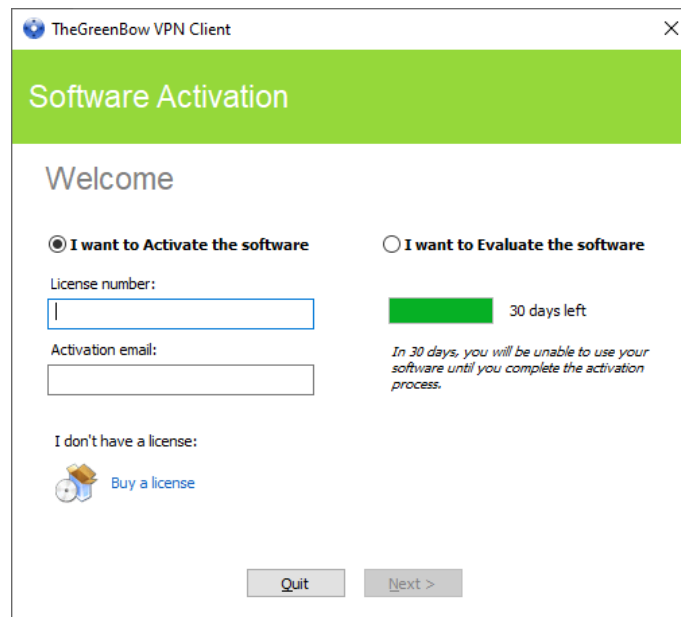 TheGreenBow VPN Client
Software Activation
Welcome
I want to Activate the software
License number:
Activation email:
I don't have a license:
Buy a license
I want to Evaluate the software
30 days left
In 30 days, you will be unable to use your
software until you complete the activation
process.
Quit
Next >